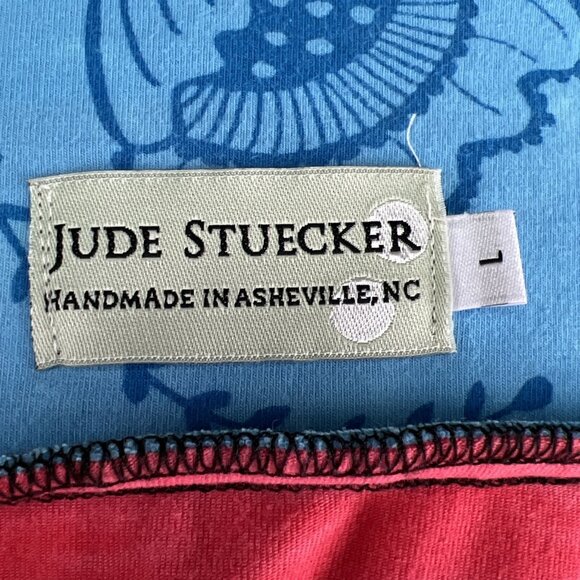 JUDE STUECKER
HANDMADE IN ASHEVILLE, NC
L